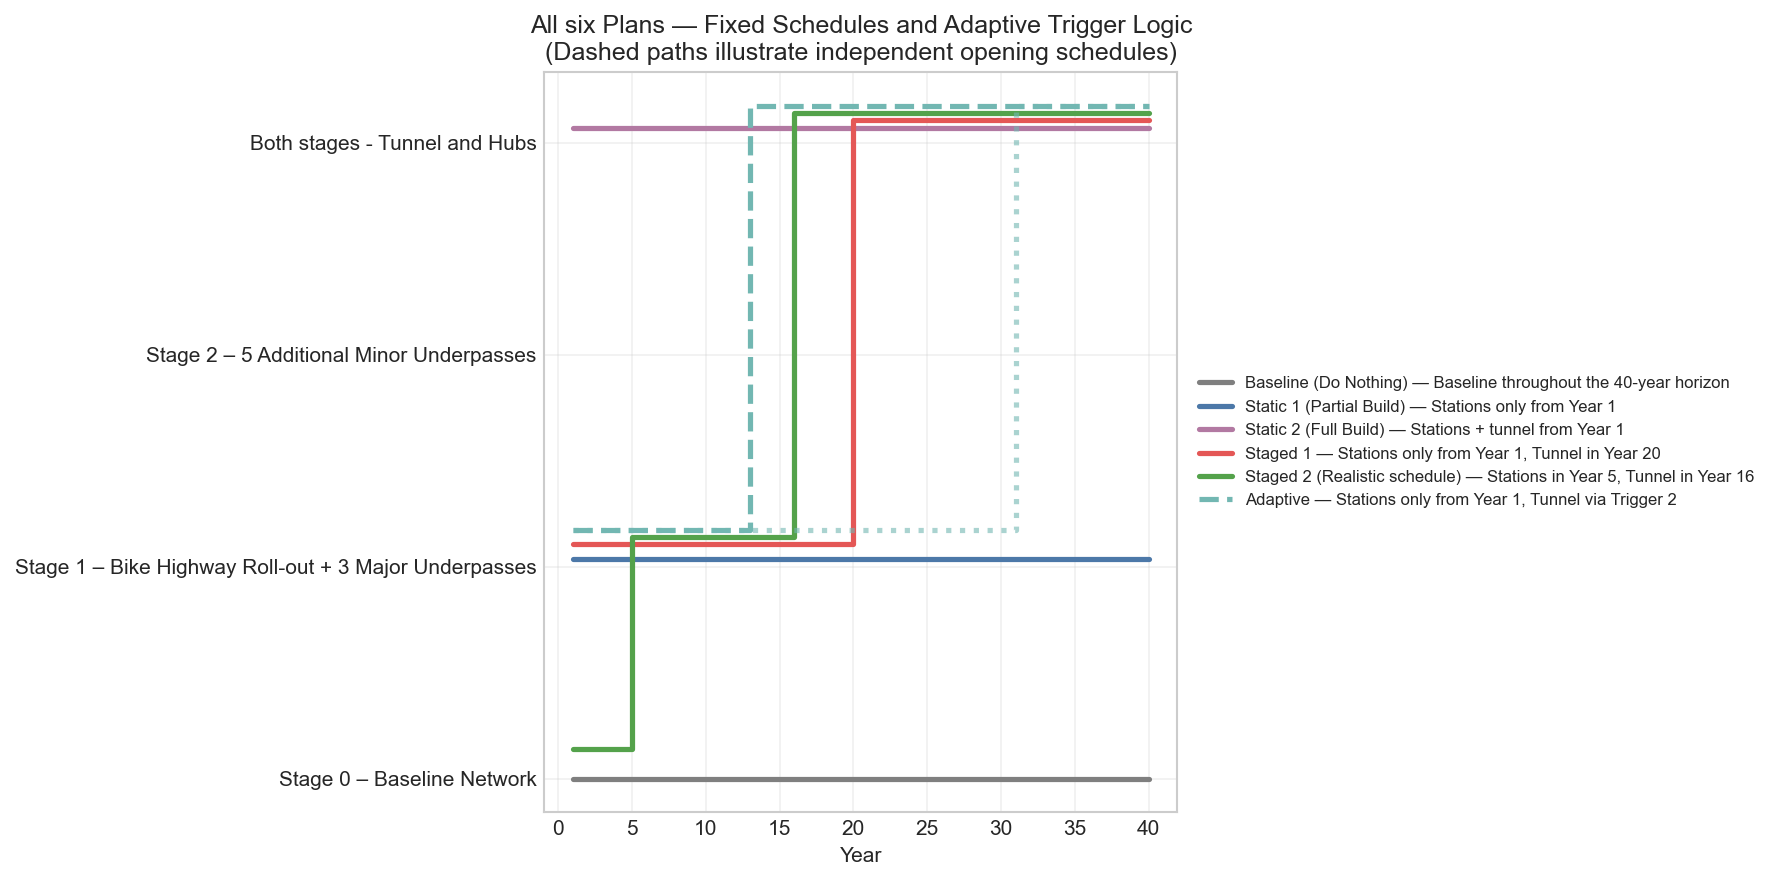 All six Plans — Fixed Schedules and Adaptive Trigger Logic
(Dashed paths illustrate independent opening schedules)
Both stages - Tunnel and Hubs
Stage 2 – 5 Additional Minor Underpasses
Stage 1 – Bike Highway Roll-out + 3 Major Underpasses
Stage 0 – Baseline Network
0 5 10 15 20 25 30 35 40
Year
Baseline (Do Nothing) — Baseline throughout the 40-year horizon
Static 1 (Partial Build) — Stations only from Year 1
Static 2 (Full Build) — Stations + tunnel from Year 1
Staged 1 — Stations only from Year 1, Tunnel in Year 20
Staged 2 (Realistic schedule) — Stations in Year 5, Tunnel in Year 16
Adaptive — Stations only from Year 1, Tunnel via Trigger 2